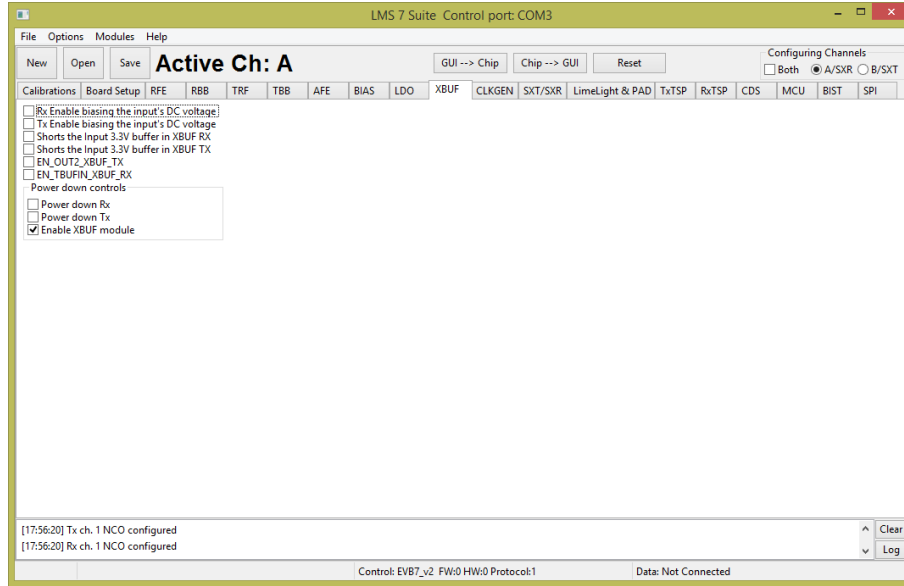 LMS 7 Suite Control port: COM3
File Options Modules Help
New Open Save Active Ch: A GUI --> Chip Chip --> GUI Reset
Configuring Channels
Both A/SXR B/SXT
Calibrations Board Setup RFE RBB TRF TBB AFE BIAS LDO XBUF CLKGEN SXT/SXR LimeLight & PAD TxTSP RxTSP CDS MCU BIST SPI
Rx Enable biasing the input's DC voltage
Tx Enable biasing the input's DC voltage
Shorts the Input 3.3V buffer in XBUF RX
Shorts the Input 3.3V buffer in XBUF TX
EN_OUT2_XBUF_TX
EN_TBUFIN_XBUF_RX
Power down controls
Power down Rx
Power down Tx
Enable XBUF module
[17:56:20] Tx ch. 1 NCO configured
[17:56:20] Rx ch. 1 NCO configured
Clear
Log
Control: EVB7_v2 FW:0 HW:0 Protocol:1 Data: Not Connected